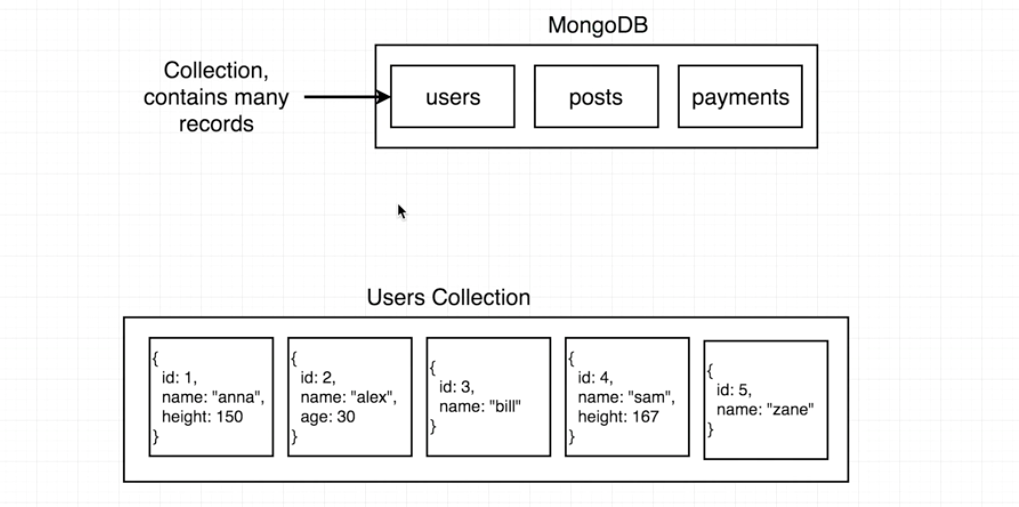 MongoDB
Collection,
contains many
records
users
posts
payments
Users Collection
{
id: 1,
name: "anna",
height: 150
}
{
id: 2,
name: "alex",
age: 30
}
{
id: 3,
name: "bill"
}
{
id: 4,
name: "sam",
height: 167
}
{
id: 5,
name: "zane"
}